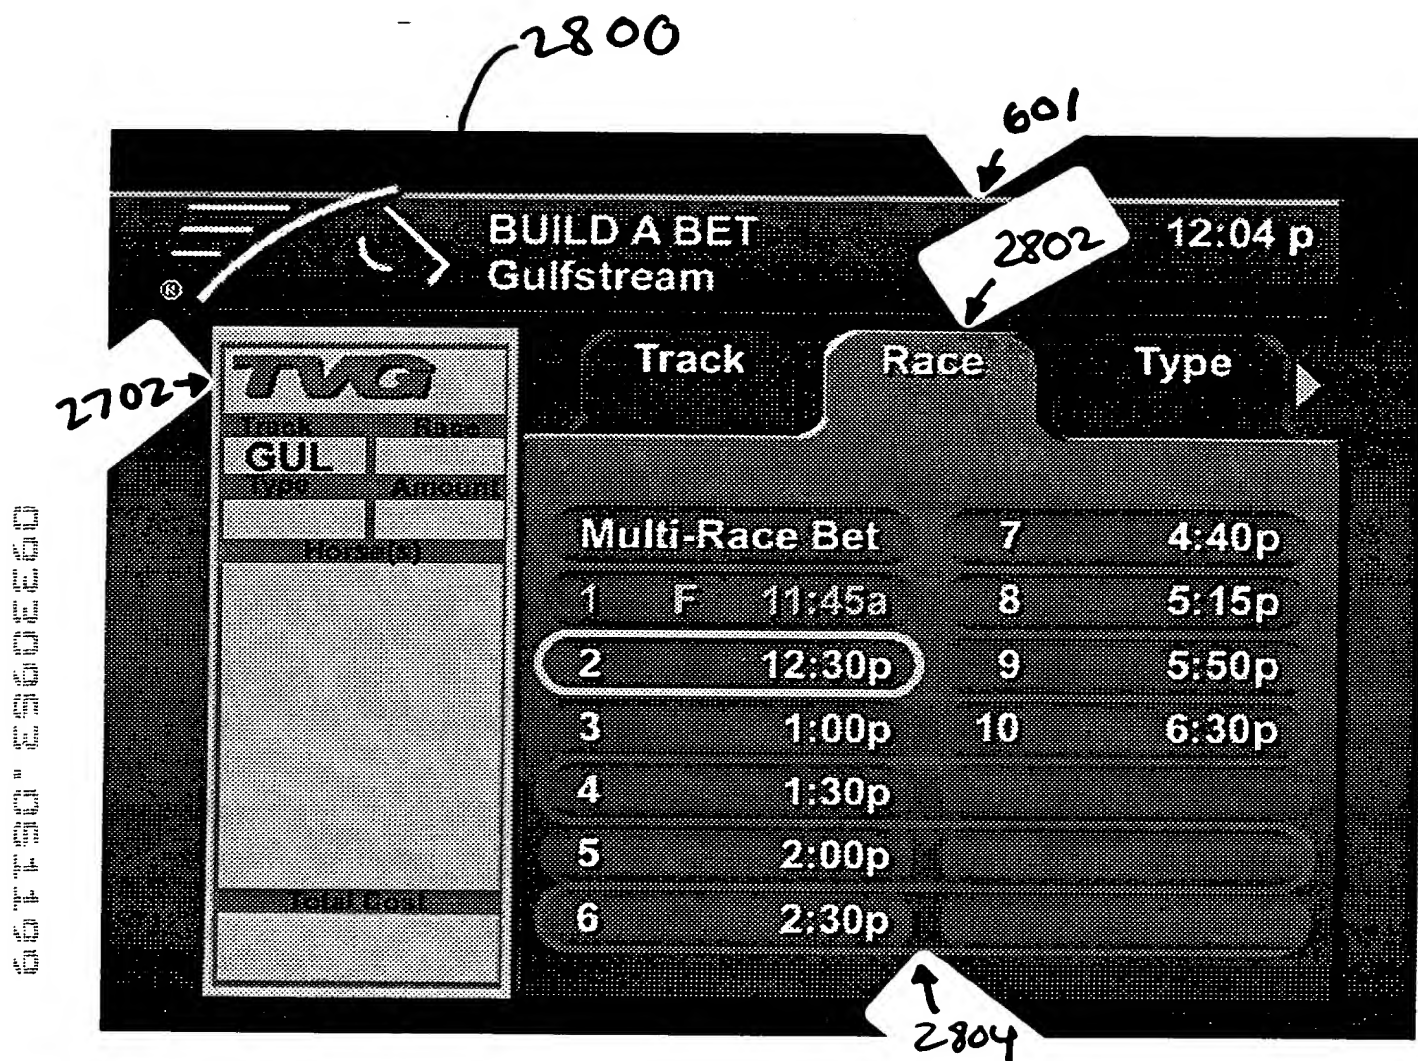 2800
601
BUILD A BET
Gulfstream
2802
12:04 p
®
2702
TVG
Track Race
GUL
Type Amount
Horse(s)
Total Cost
Track Race Type
Multi-Race Bet
1 F 11:45a
2 12:30p
3 1:00p
4 1:30p
5 2:00p
6 2:30p
7 4:40p
8 5:15p
9 5:50p
10 6:30p
2804